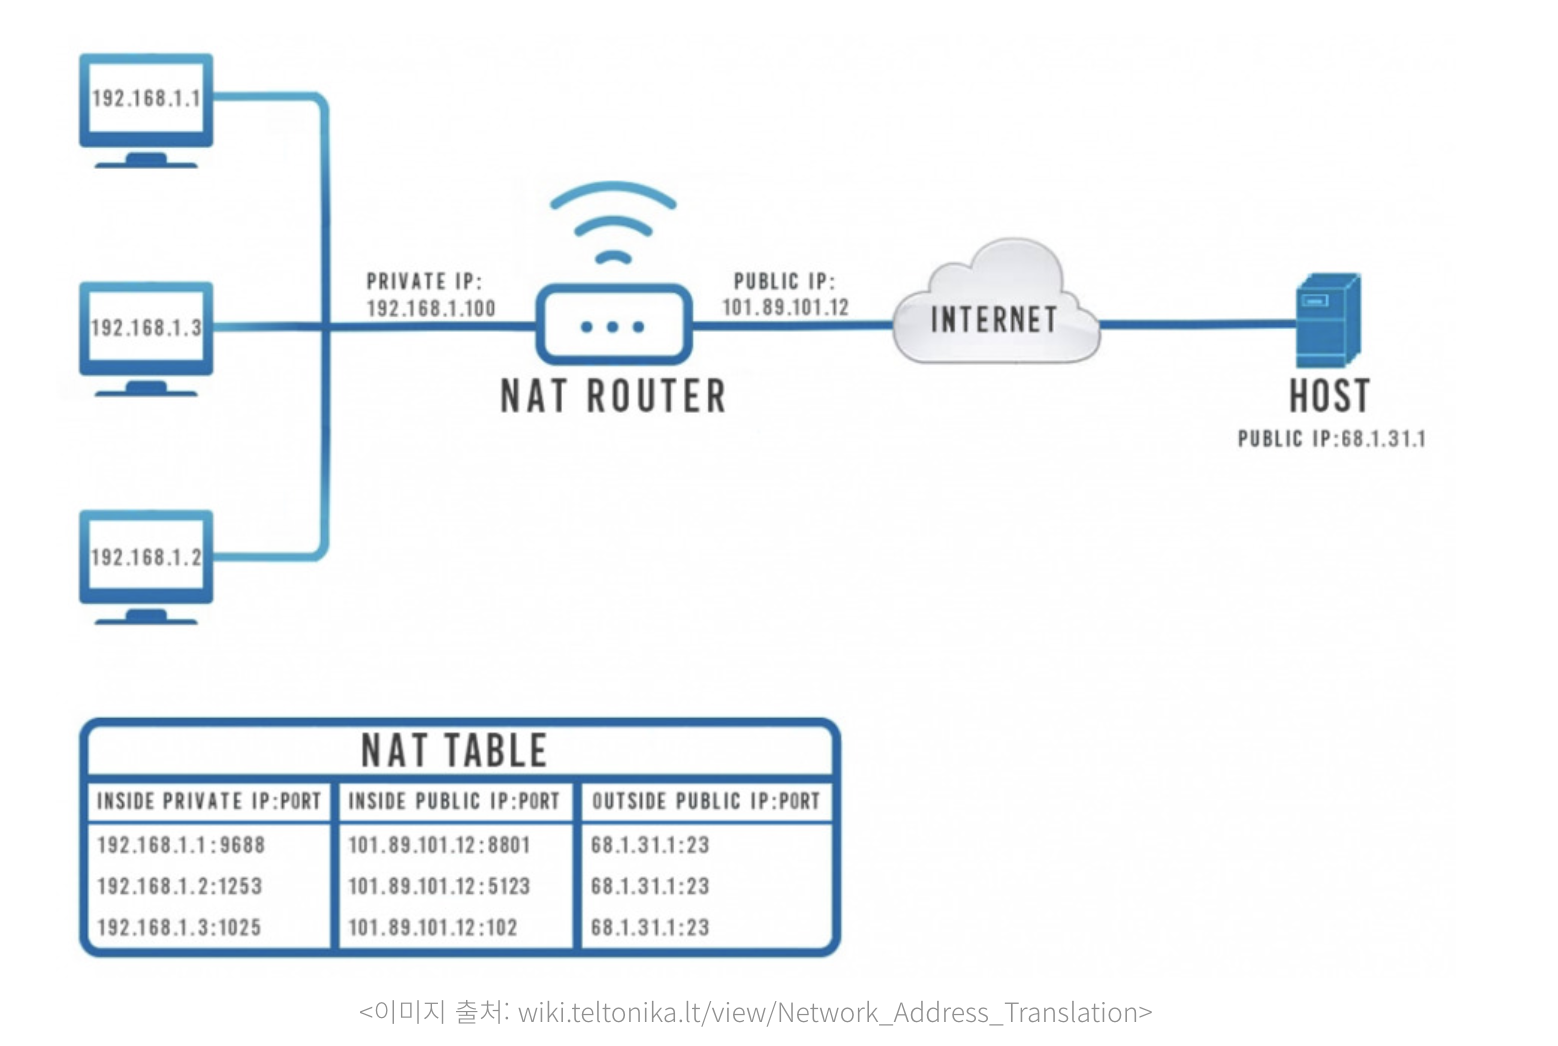 192.168.1.1
192.168.1.3
192.168.1.2
PRIVATE IP:
192.168.1.100
NAT ROUTER
PUBLIC IP:
101.89.101.12
INTERNET
HOST
PUBLIC IP:68.1.31.1
NAT TABLE
INSIDE PRIVATE IP:PORT INSIDE PUBLIC IP:PORT OUTSIDE PUBLIC IP:PORT
192.168.1.1:9688 101.89.101.12:8801 68.1.31.1:23
192.168.1.2:1253 101.89.101.12:5123 68.1.31.1:23
192.168.1.3:1025 101.89.101.12:102 68.1.31.1:23
<이미지 출처: wiki.teltonika.lt/view/Network_Address_Translation>